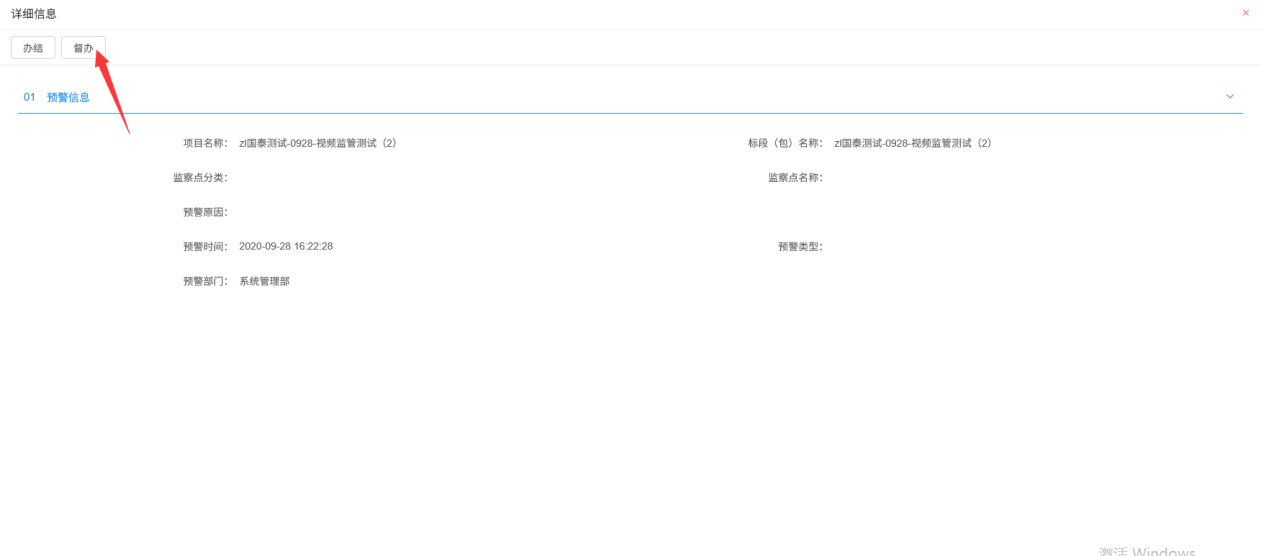 详细信息 ×
办结 督办
01 预警信息
项目名称： zl国泰测试-0928-视频监管测试（2） 标段（包）名称： zl国泰测试-0928-视频监管测试（2）
监察点分类： 监察点名称：
预警原因：
预警时间： 2020-09-28 16:22:28 预警类型：
预警部门： 系统管理部
激活 Windows